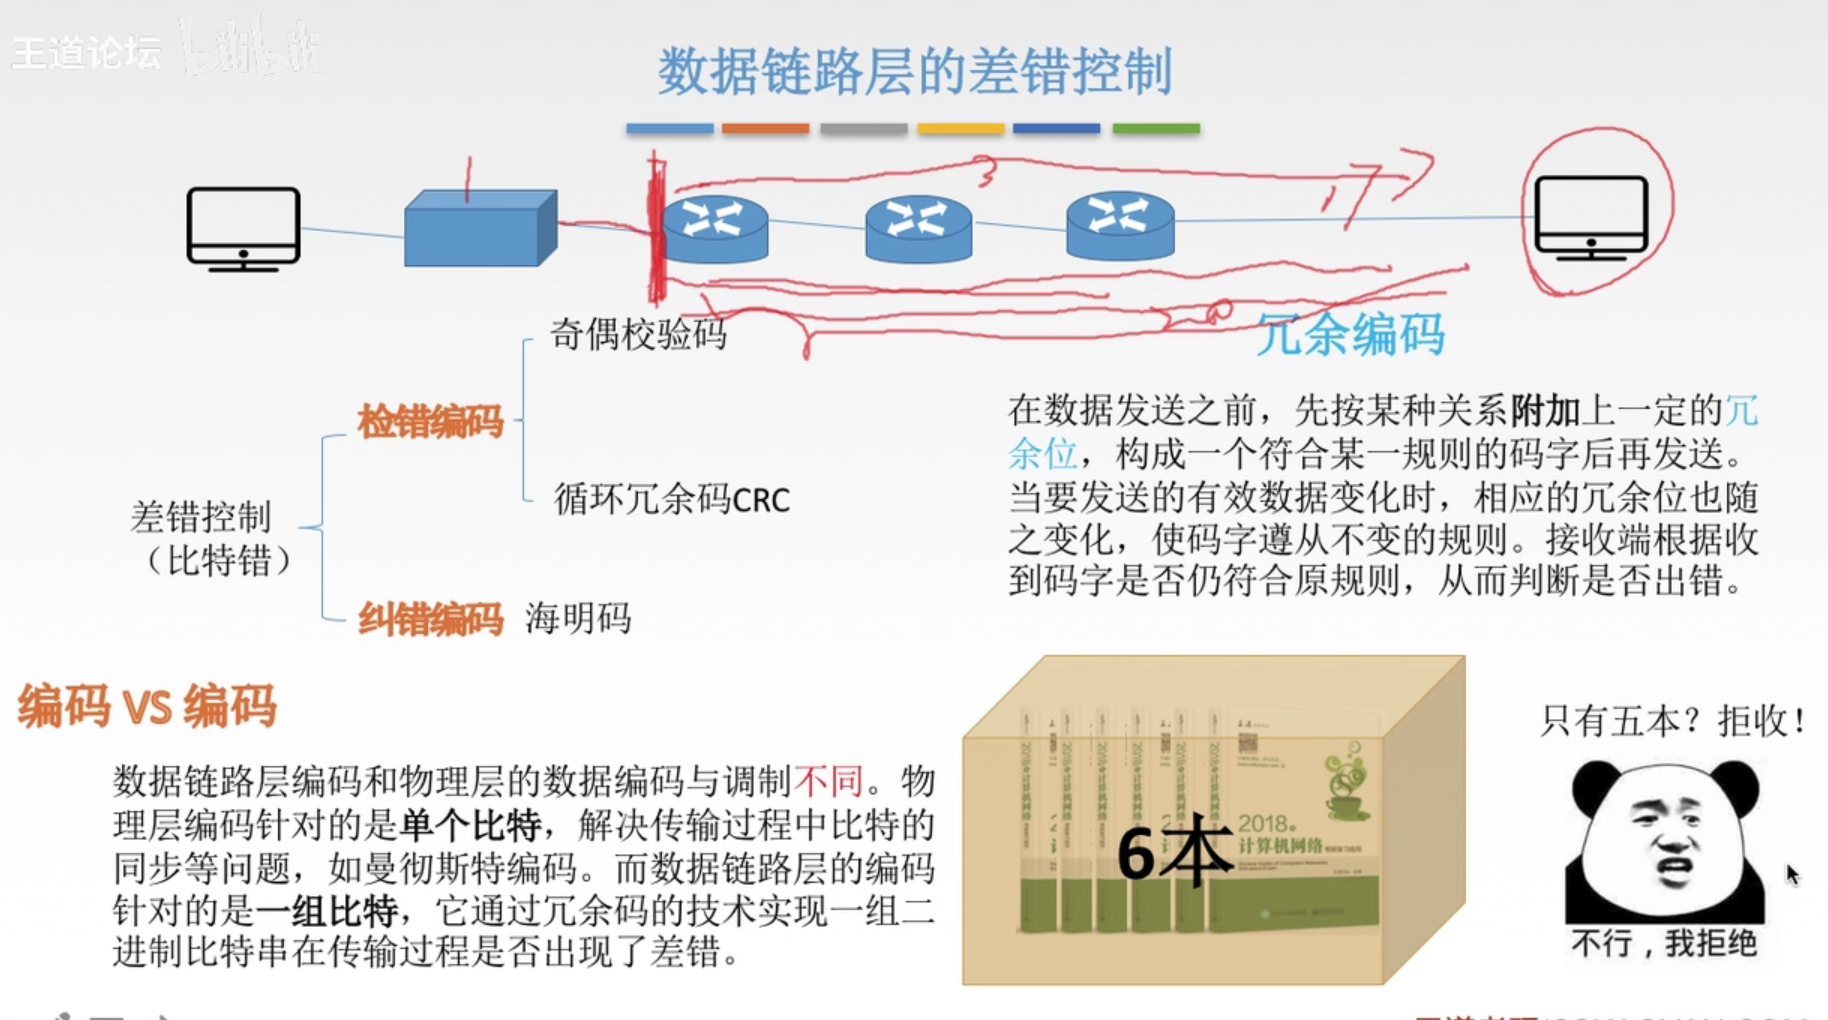 王道论坛 bilibili
数据链路层的差错控制
奇偶校验码
检错编码
循环冗余码CRC
差错控制
（比特错）
纠错编码 海明码
冗余编码
在数据发送之前，先按某种关系附加上一定的冗
余位，构成一个符合某一规则的码字后再发送。
当要发送的有效数据变化时，相应的冗余位也随
之变化，使码字遵从不变的规则。接收端根据收
到码字是否仍符合原规则，从而判断是否出错。
编码 VS 编码
数据链路层编码和物理层的数据编码与调制不同。物
理层编码针对的是单个比特，解决传输过程中比特的
同步等问题，如曼彻斯特编码。而数据链路层的编码
针对的是一组比特，它通过冗余码的技术实现一组二
进制比特串在传输过程是否出现了差错。
6本
2018
计算机网络
只有五本？拒收！
不行，我拒绝